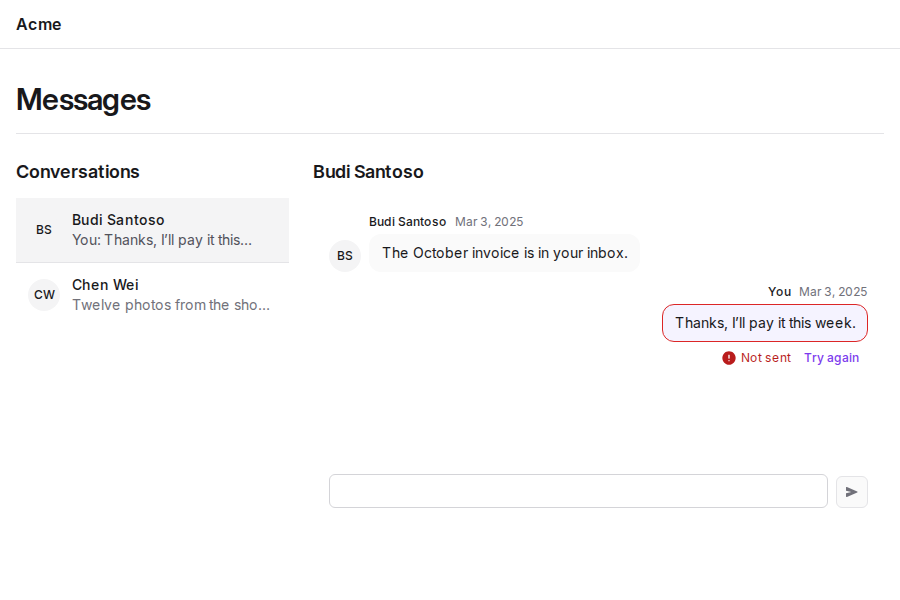 Acme
Messages
Conversations
BS
Budi Santoso
You: Thanks, I’ll pay it this…
CW
Chen Wei
Twelve photos from the sho…
Budi Santoso
Budi Santoso Mar 3, 2025
BS
The October invoice is in your inbox.
You Mar 3, 2025
Thanks, I’ll pay it this week.
Not sent Try again